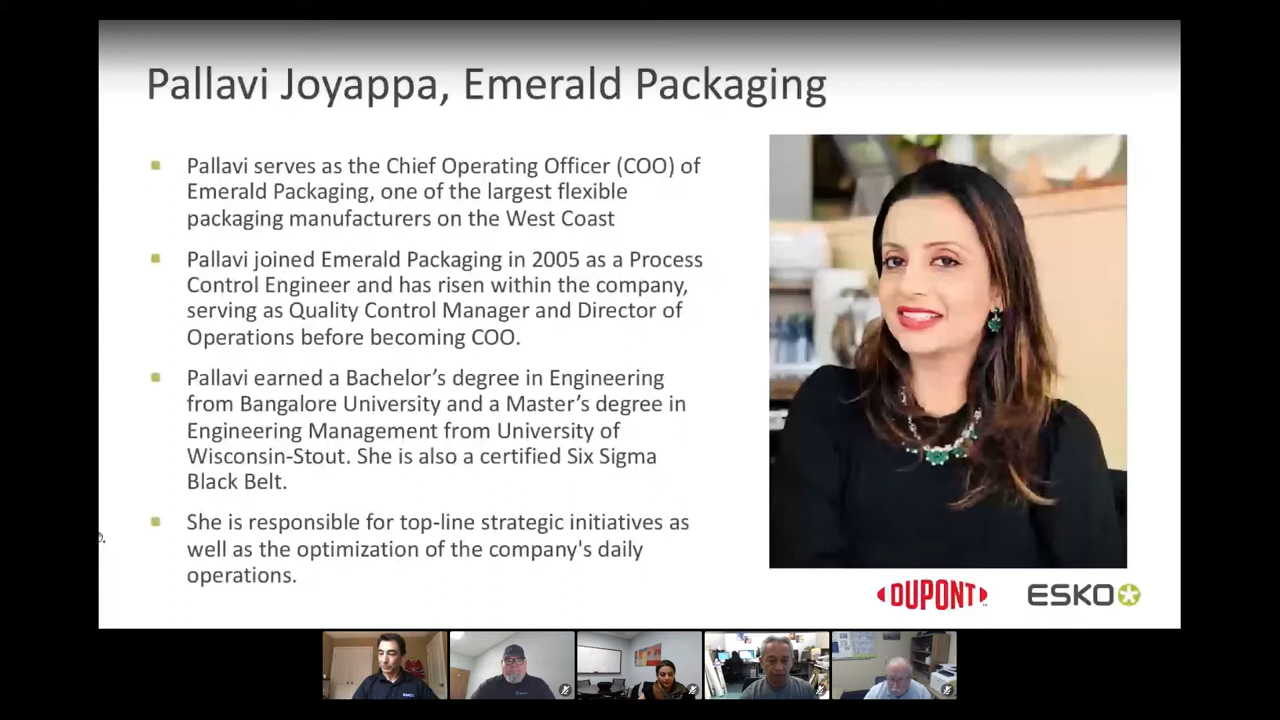 Pallavi Joyappa, Emerald Packaging
Pallavi serves as the Chief Operating Officer (COO) of
Emerald Packaging, one of the largest flexible
packaging manufacturers on the West Coast
Pallavi joined Emerald Packaging in 2005 as a Process
Control Engineer and has risen within the company,
serving as Quality Control Manager and Director of
Operations before becoming COO.
Pallavi earned a Bachelor's degree in Engineering
from Bangalore University and a Master's degree in
Engineering Management from University of
Wisconsin-Stout. She is also a certified Six Sigma
Black Belt.
She is responsible for top-line strategic initiatives as
well as the optimization of the company's daily
operations.
DUPONT
ESKO